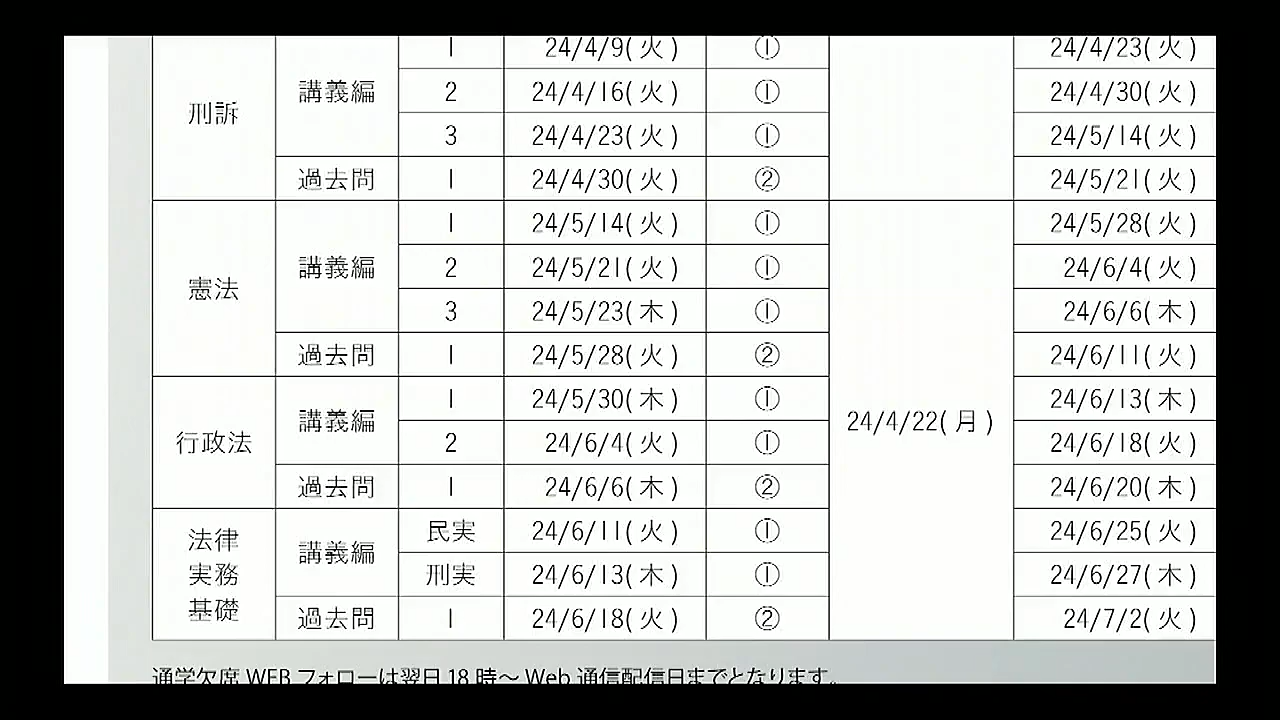 1 24/4/9(火) ① 24/4/23(火)
刑訴 講義編 2 24/4/16(火) ① 24/4/30(火)
3 24/4/23(火) ① 24/5/14(火)
過去問 1 24/4/30(火) ② 24/5/21(火)
1 24/5/14(火) ① 24/5/28(火)
憲法 講義編 2 24/5/21(火) ① 24/6/4(火)
3 24/5/23(木) ① 24/6/6(木)
過去問 1 24/5/28(火) ② 24/6/11(火)
1 24/5/30(木) ① 24/4/22(月) 24/6/13(木)
行政法 講義編 2 24/6/4(火) ① 24/6/18(火)
過去問 1 24/6/6(木) ② 24/6/20(木)
法律 講義編 民実 24/6/11(火) ① 24/6/25(火)
実務 刑実 24/6/13(木) ① 24/6/27(木)
基礎 過去問 1 24/6/18(火) ② 24/7/2(火)
通学欠席WEBフォローは翌日18時～Web通信配信日までとなります。